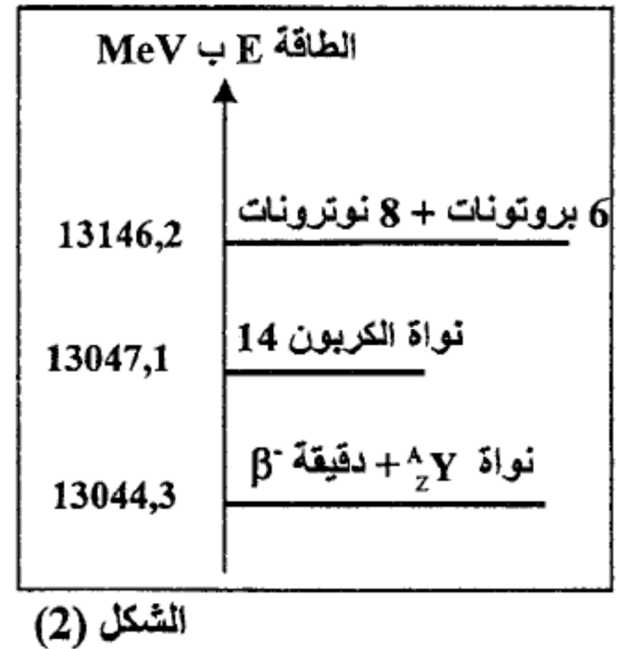 الطاقة E ب MeV
6 بروتونات + 8 نوترونات
13146,2
نواة الكربون 14
13047,1
نواة ᴬ_ZY + دقيقة β⁻
13044,3
الشكل (2)